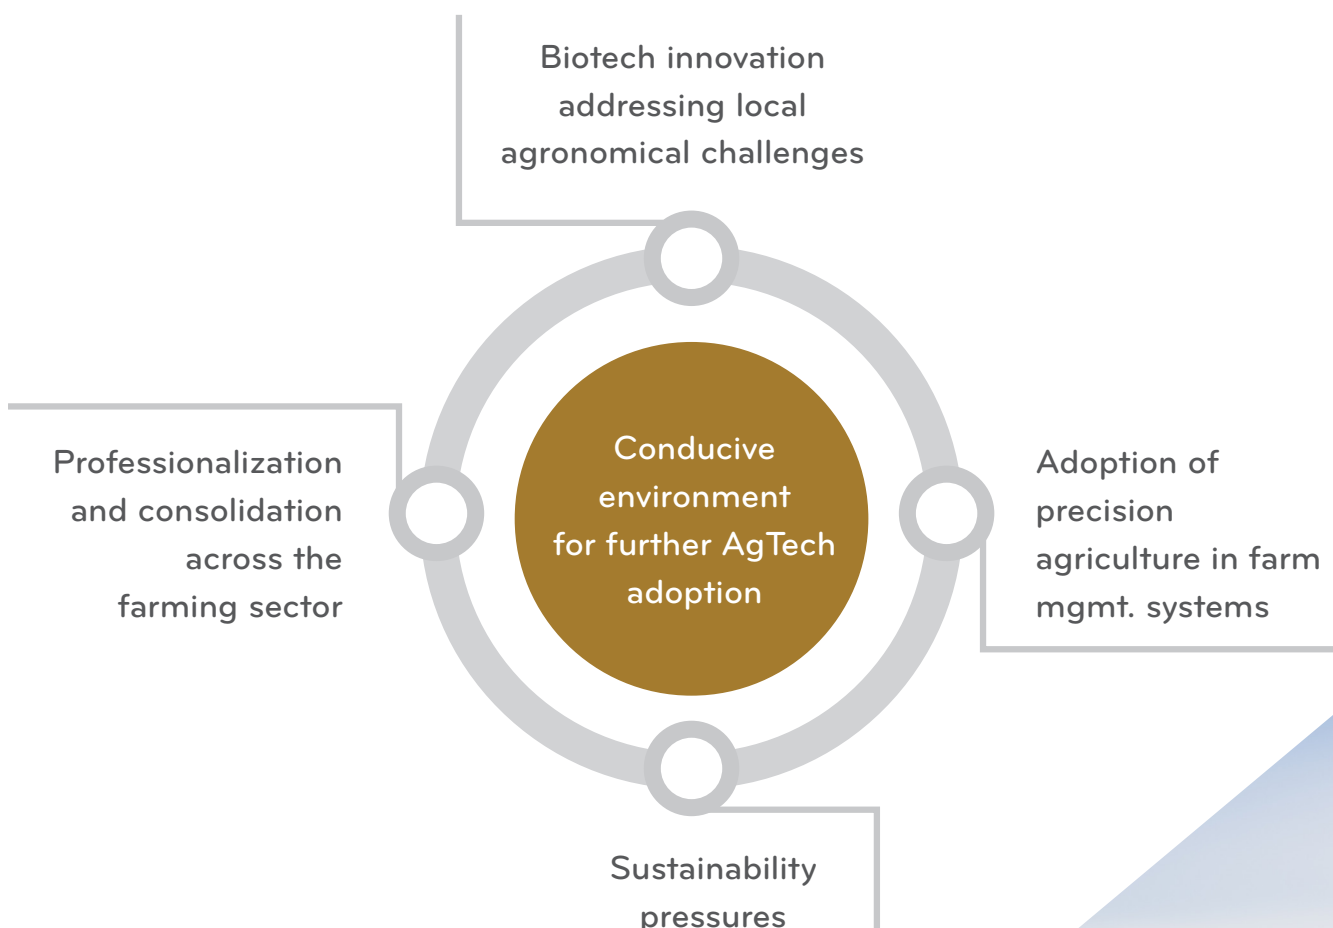 Biotech innovation
addressing local
agronomical challenges
Professionalization
and consolidation
across the
farming sector
Conducive
environment
for further AgTech
adoption
Adoption of
precision
agriculture in farm
mgmt. systems
Sustainability
pressures